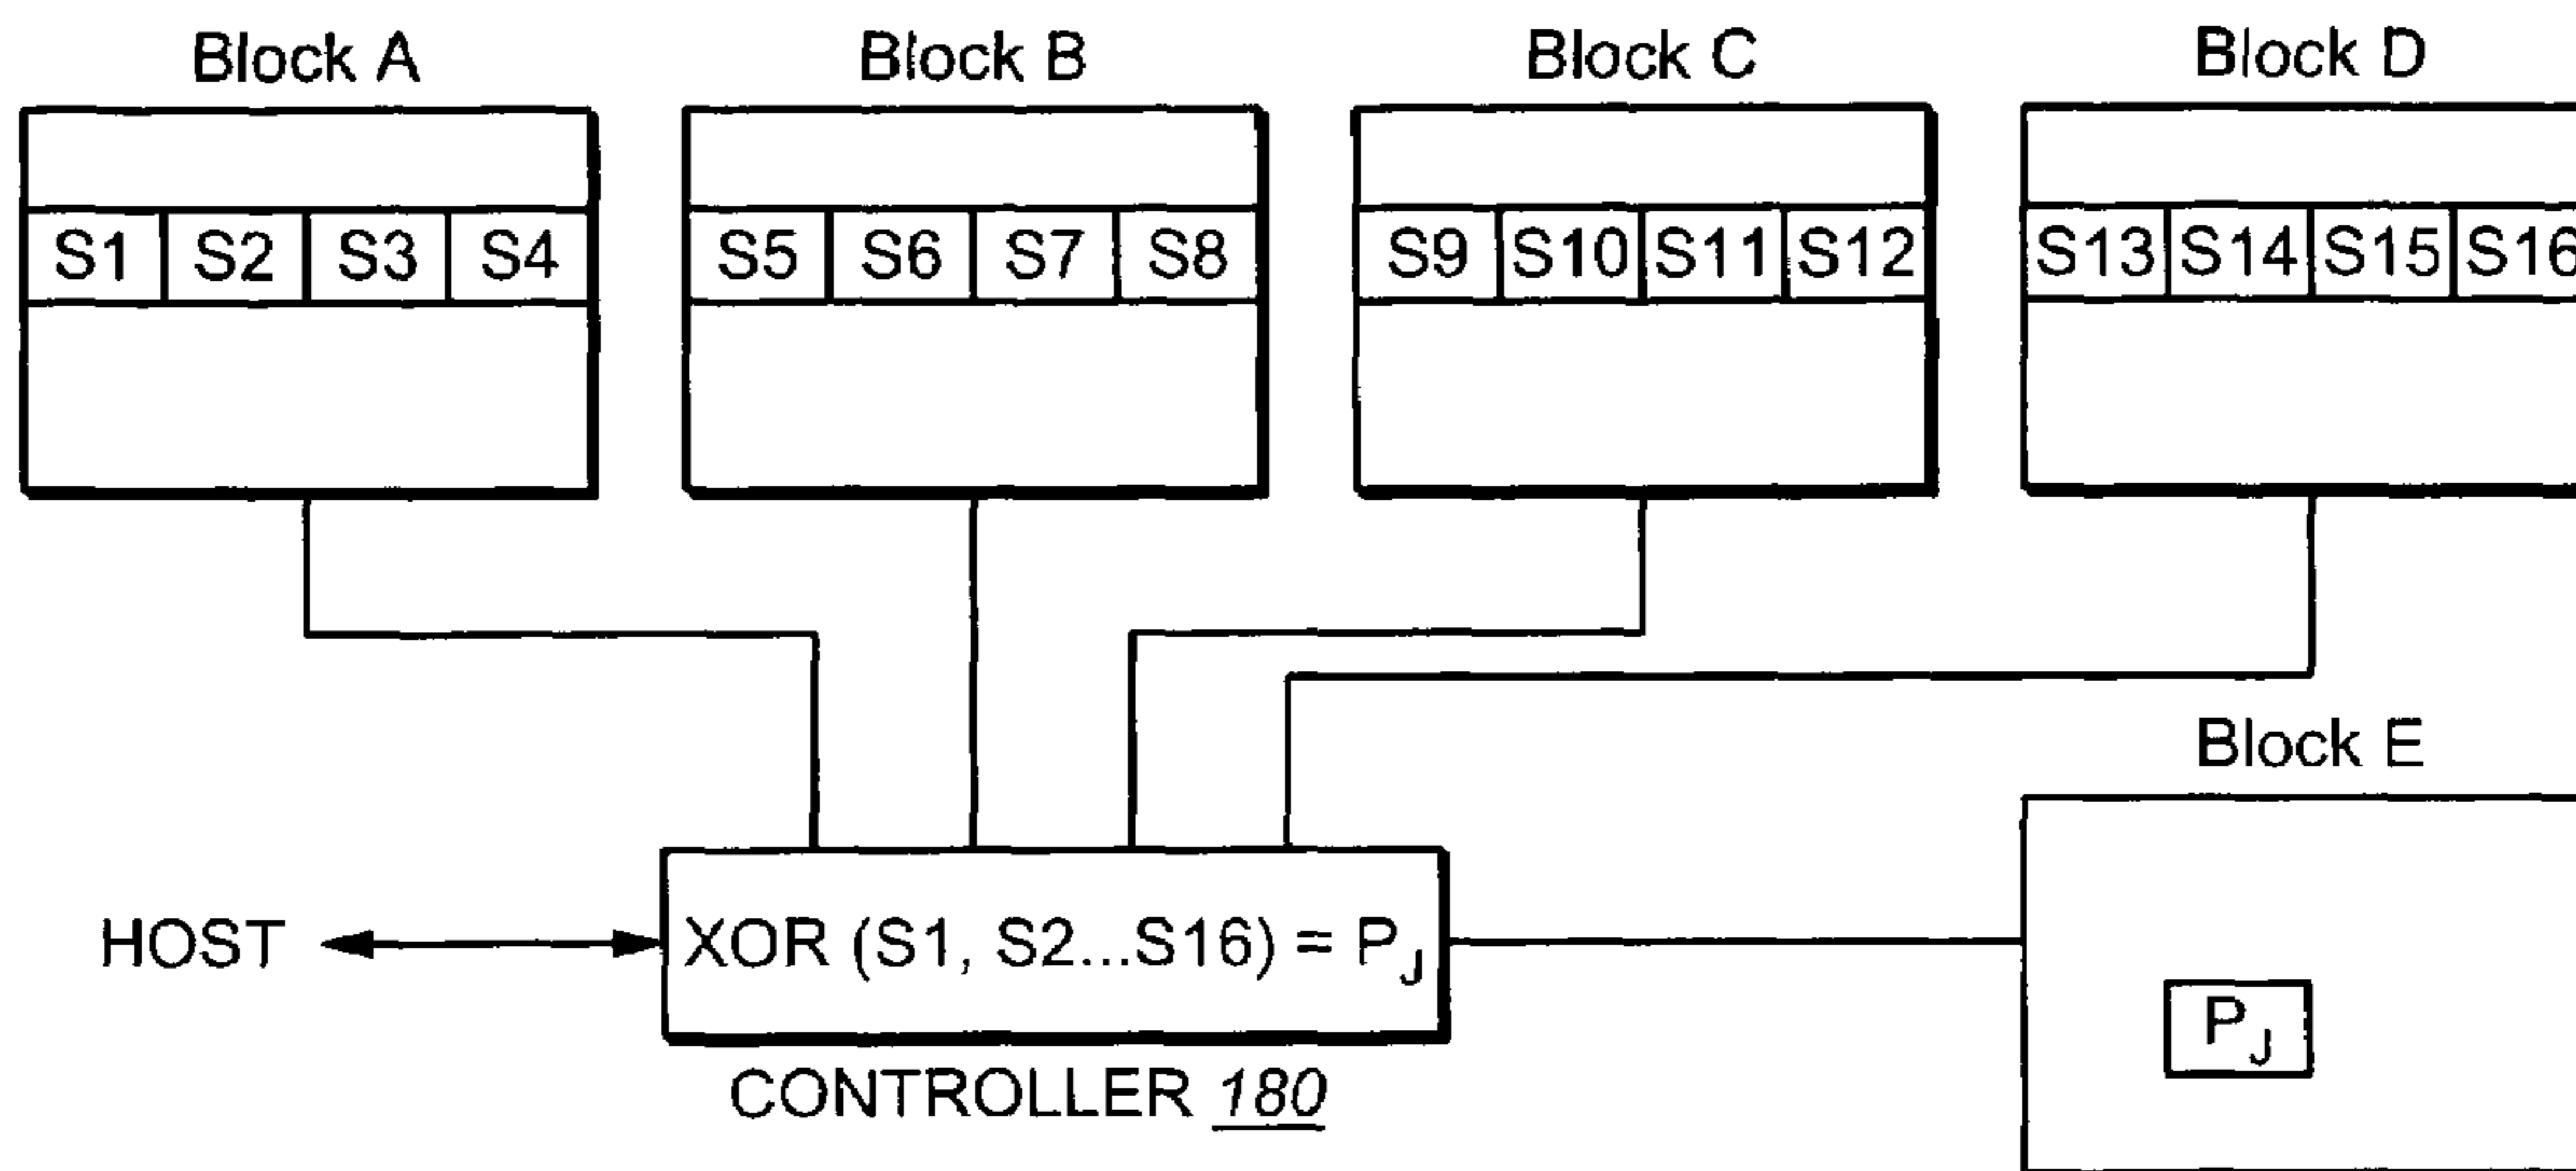 Block A Block B Block C Block D
S1 S2 S3 S4 S5 S6 S7 S8 S9 S10 S11 S12 S13 S14 S15 S16
Block E
HOST XOR (S1, S2...S16) = PJ
PJ
CONTROLLER 180